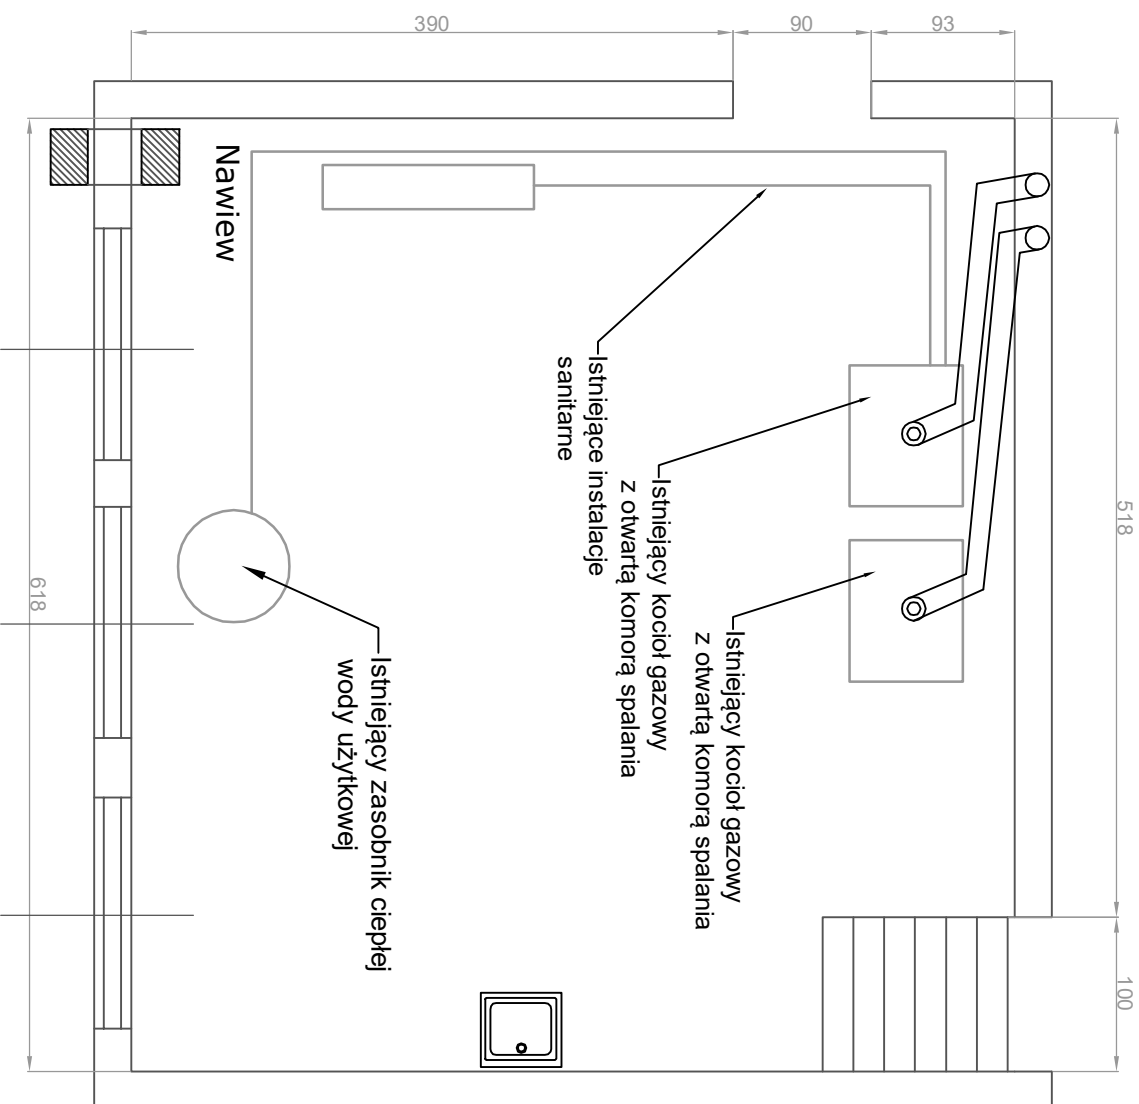 390
90
93
518
100
618
Nawiew
Istniejące instalacje
sanitarne
Istniejący kocioł gazowy
z otwartą komorą spalania
Istniejący kocioł gazowy
z otwartą komorą spalania
Istniejący zasobnik ciepłej
wody użytkowej